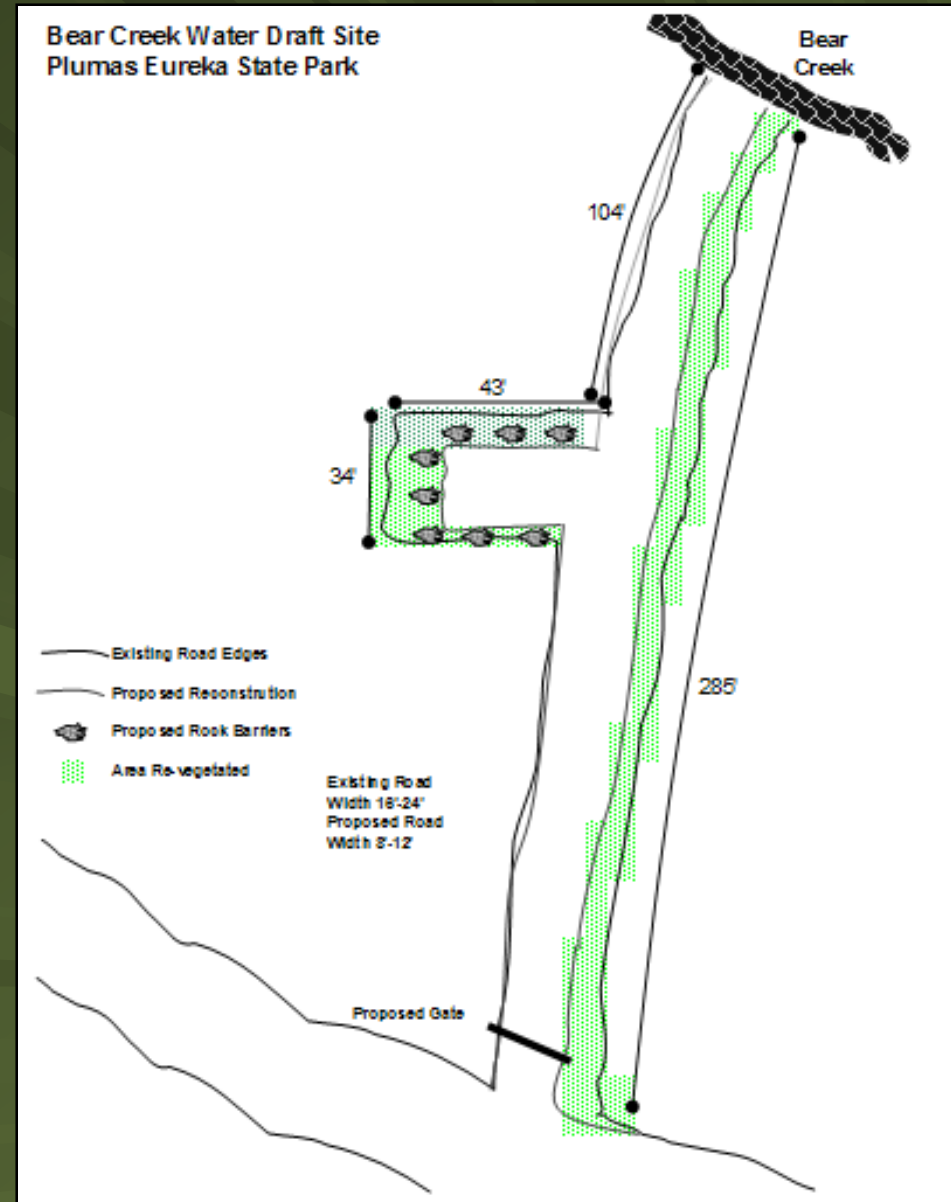 Bear Creek Water Draft Site
Plumas Eureka State Park
Bear
Creek
104'
43'
34'
285'
Existing Road Edges
Proposed Reconstrution
Proposed Rock Barriers
Area Re-vegetated
Existing Road
Width 16'-24'
Proposed Road
Width 8'-12'
Proposed Gate